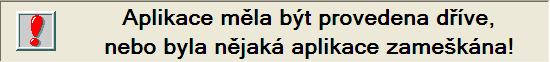 Aplikace měla být provedena dříve,
nebo byla nějaká aplikace zameškána!